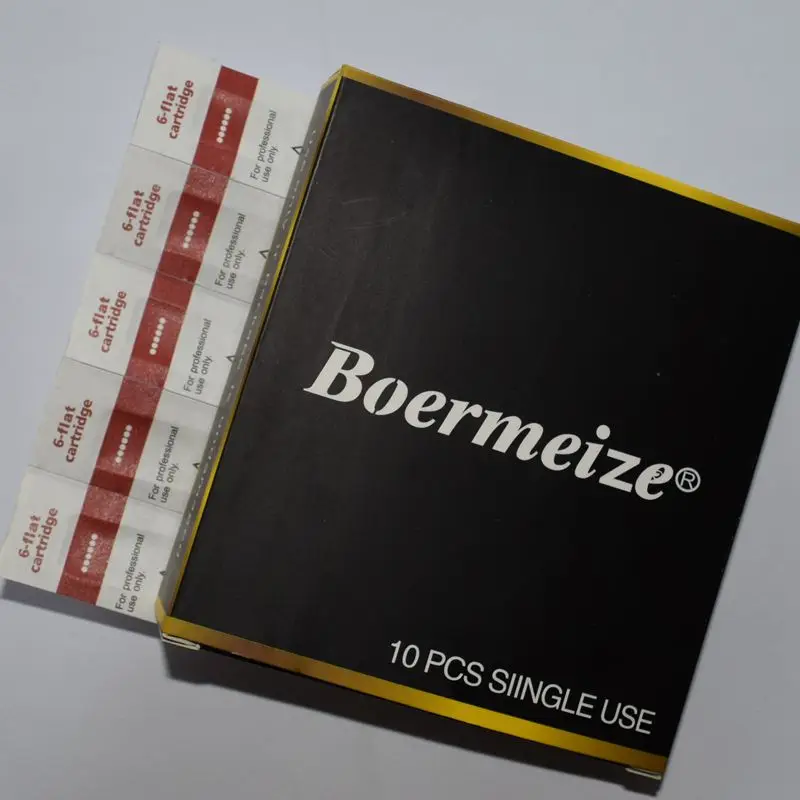 6-flat
cartridge
For professional
use only.
6-flat
cartridge
For professional
use only.
6-flat
cartridge
For professional
use only.
6-flat
cartridge
For professional
use only.
6-flat
cartridge
For professional
use only.
Boermeize®
10 PCS SIINGLE USE